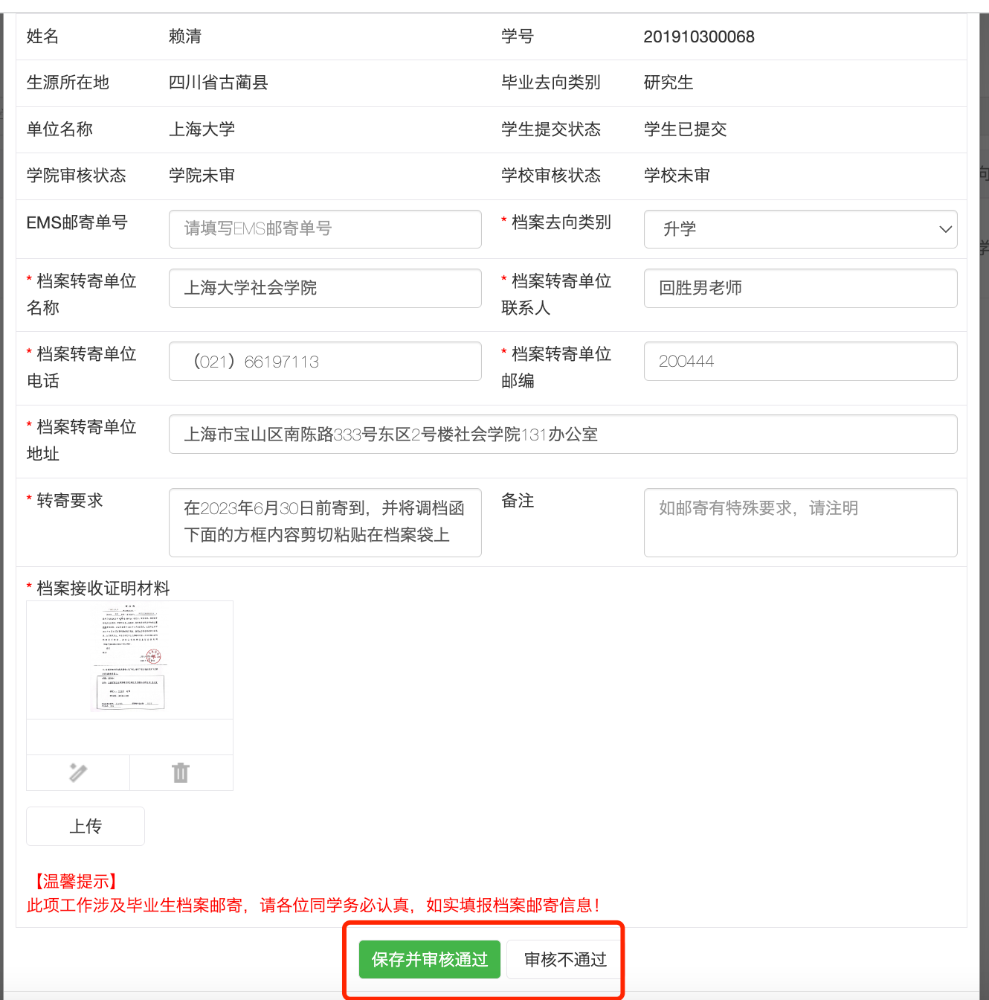 姓名 赖清 学号 201910300068
生源所在地 四川省古蔺县 毕业去向类别 研究生
单位名称 上海大学 学生提交状态 学生已提交
学院审核状态 学院未审 学校审核状态 学校未审
EMS邮寄单号 请填写EMS邮寄单号 * 档案去向类别 升学
* 档案转寄单位 上海大学社会学院 * 档案转寄单位 回胜男老师
名称 联系人
* 档案转寄单位 （021）66197113 * 档案转寄单位 200444
电话 邮编
* 档案转寄单位 上海市宝山区南陈路333号东区2号楼社会学院131办公室
地址
* 转寄要求 在2023年6月30日前寄到，并将调档函 备注 如邮寄有特殊要求，请注明
下面的方框内容剪切粘贴在档案袋上
* 档案接收证明材料
上传
【温馨提示】
此项工作涉及毕业生档案邮寄，请各位同学务必认真，如实填报档案邮寄信息！
保存并审核通过 审核不通过